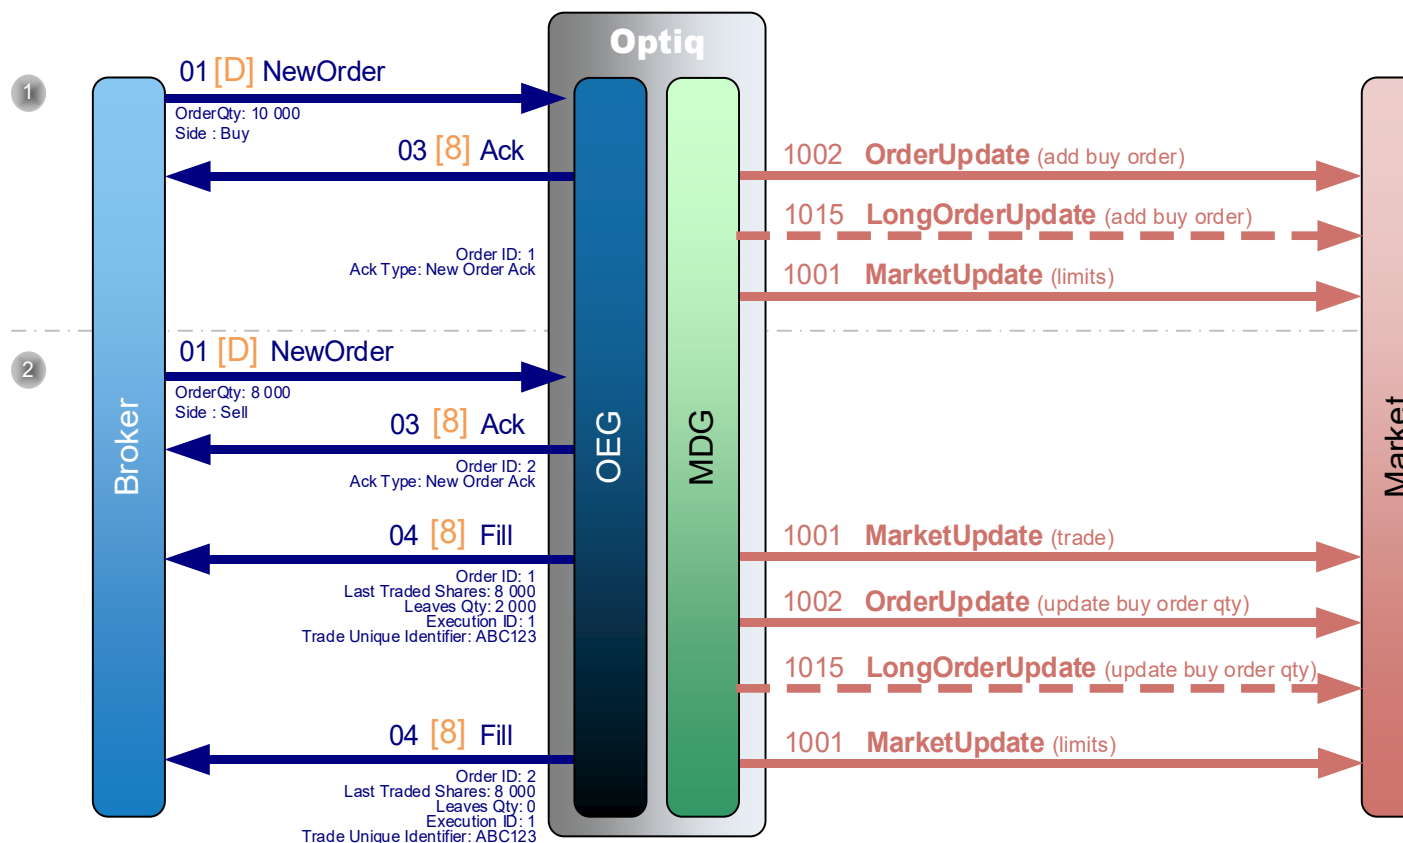 Optiq
1
01 [D] NewOrder
OrderQty: 10 000
Side : Buy
03 [8] Ack
Order ID: 1
Ack Type: New Order Ack
1002 OrderUpdate (add buy order)
1015 LongOrderUpdate (add buy order)
1001 MarketUpdate (limits)
2
01 [D] NewOrder
OrderQty: 8 000
Side : Sell
03 [8] Ack
Order ID: 2
Ack Type: New Order Ack
04 [8] Fill
Order ID: 1
Last Traded Shares: 8 000
Leaves Qty: 2 000
Execution ID: 1
Trade Unique Identifier: ABC123
04 [8] Fill
Order ID: 2
Last Traded Shares: 8 000
Leaves Qty: 0
Execution ID: 1
Trade Unique Identifier: ABC123
1001 MarketUpdate (trade)
1002 OrderUpdate (update buy order qty)
1015 LongOrderUpdate (update buy order qty)
1001 MarketUpdate (limits)
Broker
OEG
MDG
Market